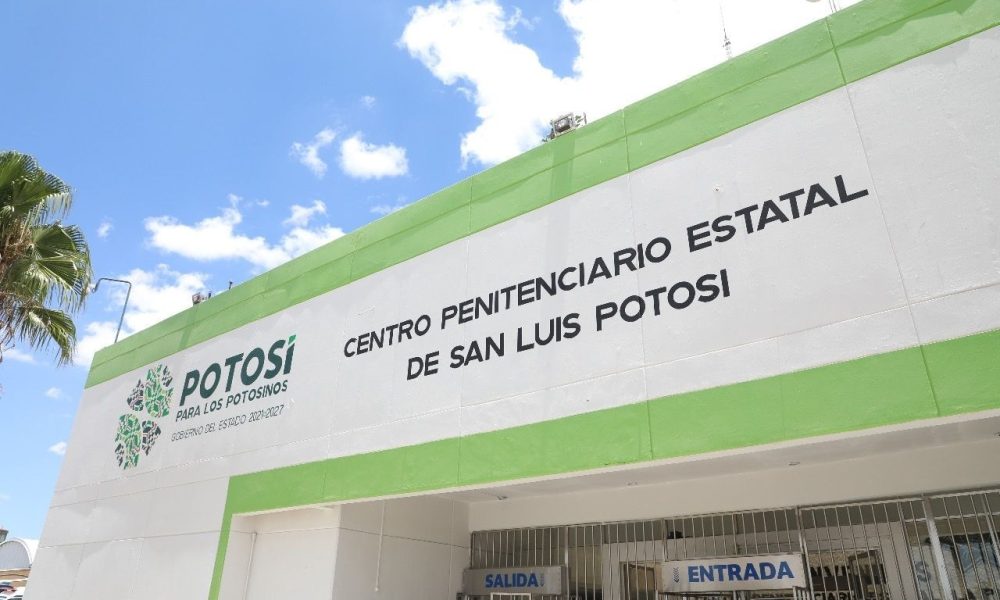 CENTRO PENITENCIARIO ESTATAL
DE SAN LUIS POTOSI
POTOSÍ
PARA LOS POTOSINOS
GOBIERNO DEL ESTADO 2021-2027
SALIDA
ENTRADA